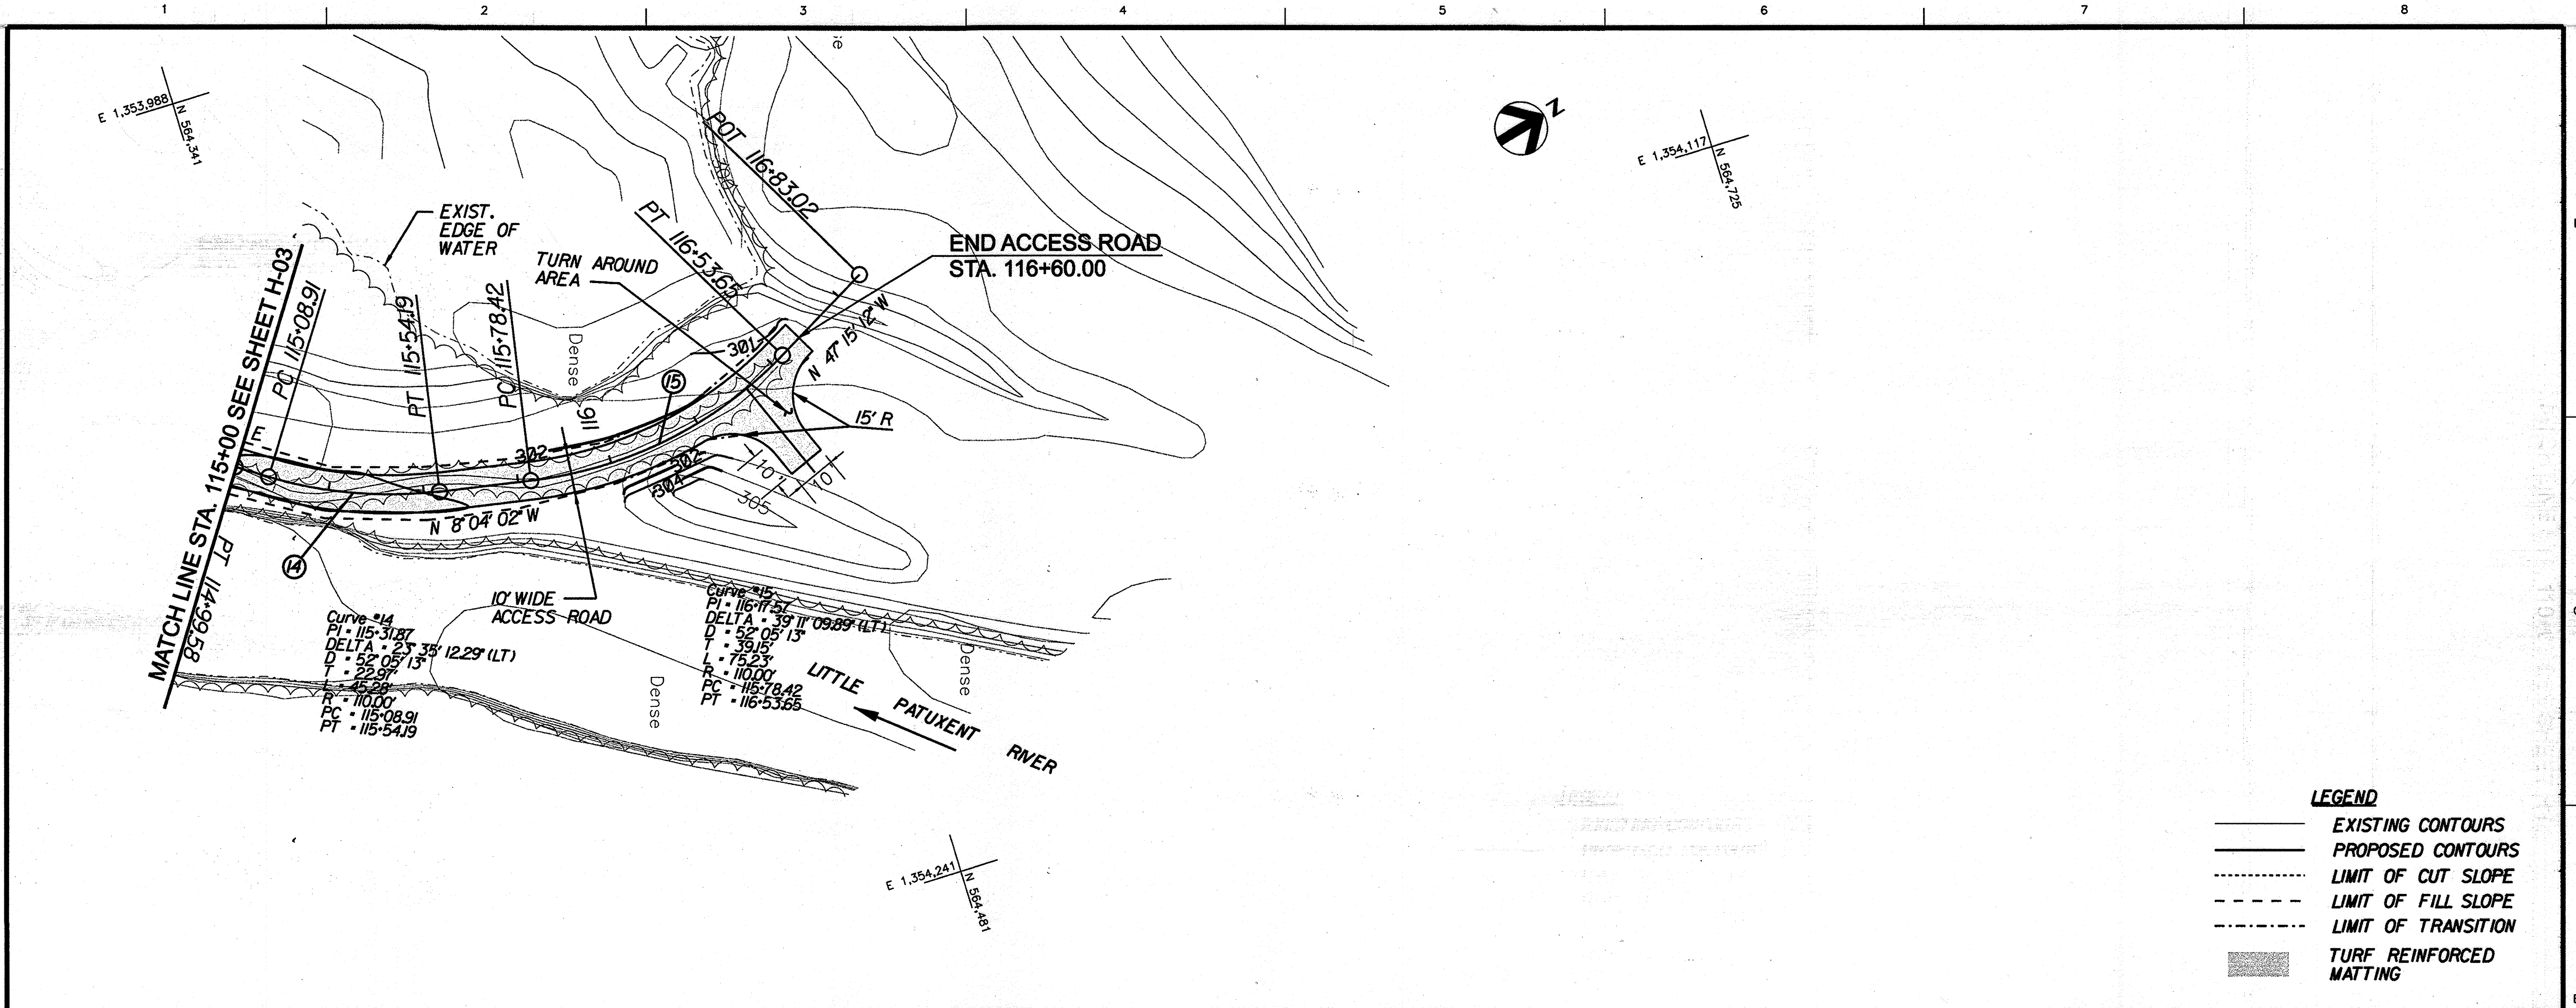 1 2 3 4 5 6 7 8
E 1,353,988
N 564,341
Z
E 1,354,117
N 564,725
POT 116+83.02
300
PT 116+53.65
EXIST.
EDGE OF
WATER
TURN AROUND
AREA
END ACCESS ROAD
STA. 116+60.00
N 47° 15' 12" W
MATCH LINE STA. 115+00 SEE SHEET H-03
PC 115+08.91
PT 115+54.19
PC 115+78.42
Dense
301
15
116
15' R
E
302
302
304
305
10'
10'
N 8° 04' 02" W
14
PT 114+99.58
10' WIDE
ACCESS ROAD
Curve #14
PI = 115+31.87
DELTA = 23° 35' 12.29" (LT)
D = 52° 05' 13"
T = 22.97'
L = 45.28'
R = 110.00'
PC = 115+08.91
PT = 115+54.19
Curve #15
PI = 116+17.57
DELTA = 39° 11' 09.89" (LT)
D = 52° 05' 13"
T = 39.15'
L = 75.23'
R = 110.00'
PC = 115+78.42
PT = 116+53.65
Dense
Dense
LITTLE PATUXENT RIVER
E 1,354,241
N 564,481
LEGEND
EXISTING CONTOURS
PROPOSED CONTOURS
LIMIT OF CUT SLOPE
LIMIT OF FILL SLOPE
LIMIT OF TRANSITION
TURF REINFORCED
MATTING